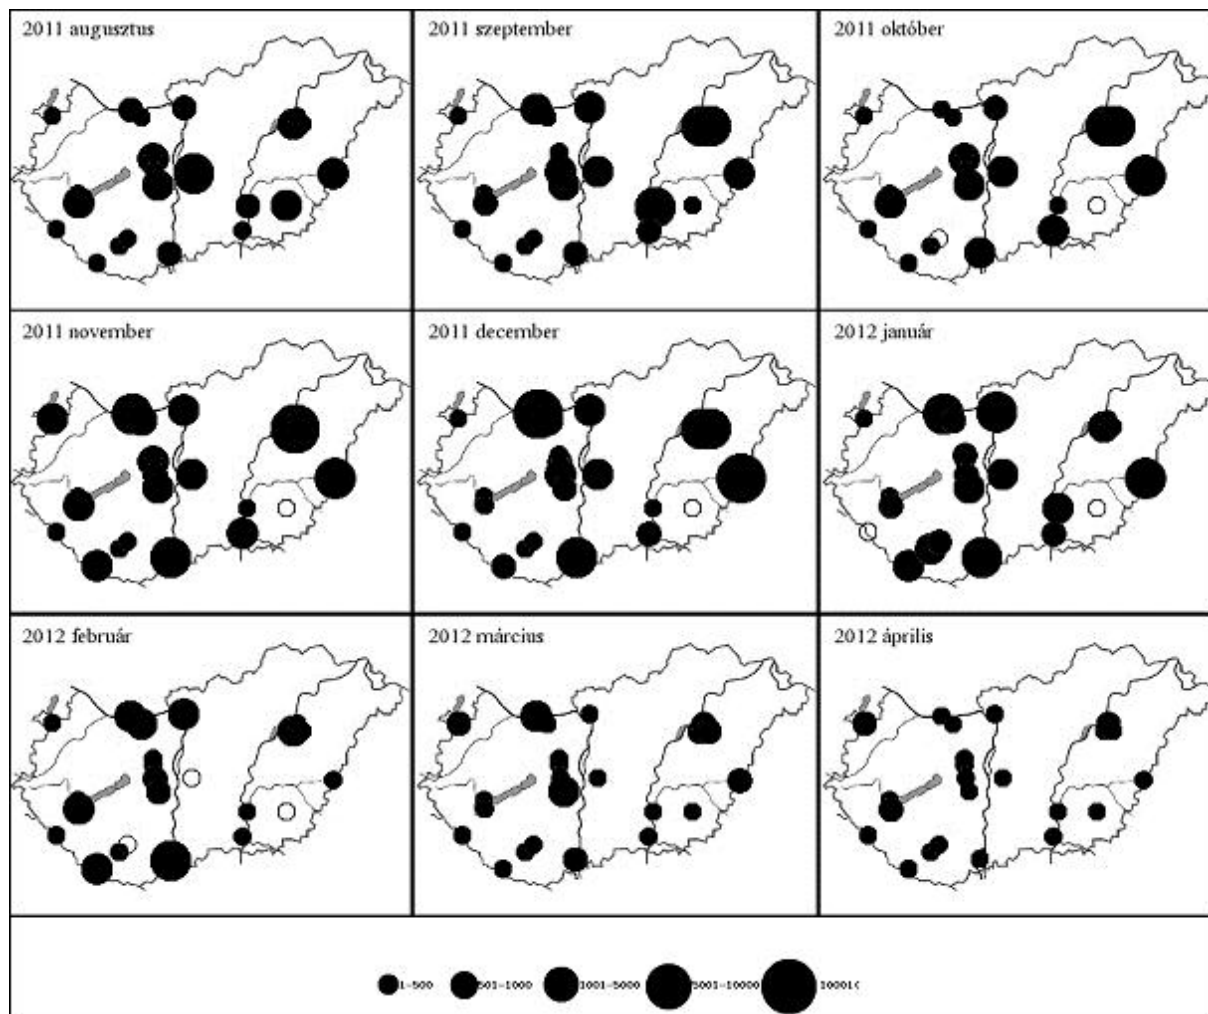 2011 augusztus
2011 szeptember
2011 október
2011 november
2011 december
2012 január
2012 február
2012 március
2012 április
1-500
501-1000
1001-5000
5001-10000
10001<